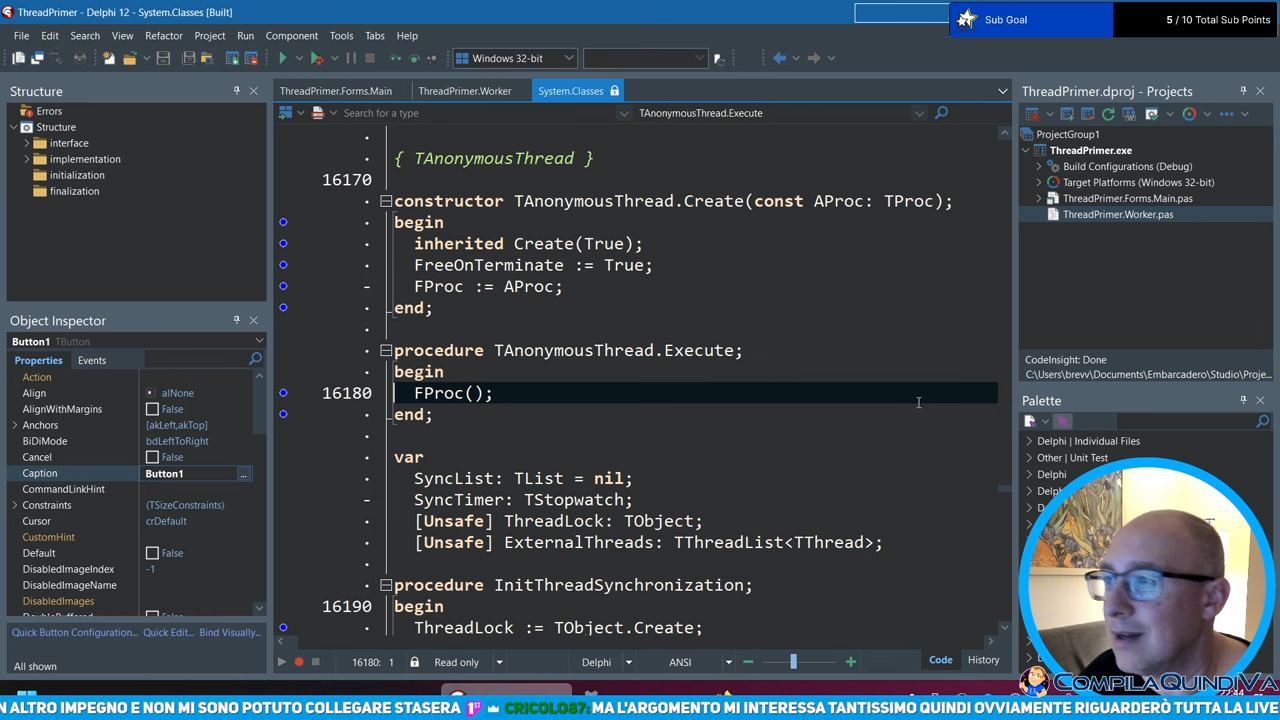 ThreadPrimer - Delphi 12 - System.Classes [Built]
Sub Goal
5 / 10 Total Sub Points
File Edit Search View Refactor Project Run Component Tools Tabs Help
Windows 32-bit
Structure
Errors
Structure
interface
implementation
initialization
finalization
Object Inspector
Button1 TButton
Properties Events
Action
Align alNone
AlignWithMargins False
Anchors [akLeft,akTop]
BiDiMode bdLeftToRight
Cancel False
Caption Button1 ...
CommandLinkHint
Constraints (TSizeConstraints)
Cursor crDefault
CustomHint
Default False
DisabledImageIndex -1
DisabledImageName
DisabledImages
DoubleBuffered
Quick Button Configuration... Quick Edit... Bind Visually...
All shown
ThreadPrimer.Forms.Main ThreadPrimer.Worker System.Classes
Search for a type
TAnonymousThread.Execute
{ TAnonymousThread }
16170
constructor TAnonymousThread.Create(const AProc: TProc);
begin
inherited Create(True);
FreeOnTerminate := True;
FProc := AProc;
end;
procedure TAnonymousThread.Execute;
begin
16180 FProc();
end;
var
SyncList: TList = nil;
SyncTimer: TStopwatch;
[Unsafe] ThreadLock: TObject;
[Unsafe] ExternalThreads: TThreadList<TThread>;
procedure InitThreadSynchronization;
16190 begin
ThreadLock := TObject.Create;
16180: 1 Read only Delphi ANSI
Code History
ThreadPrimer.dproj - Projects
ProjectGroup1
ThreadPrimer.exe
Build Configurations (Debug)
Target Platforms (Windows 32-bit)
ThreadPrimer.Forms.Main.pas
ThreadPrimer.Worker.pas
CodeInsight: Done
C:\Users\brevv\Documents\Embarcadero\Studio\Proje...
Palette
Delphi | Individual Files
Other | Unit Test
Delphi
COMPILAQUINDIVA
22:44
N ALTRO IMPEGNO E NON MI SONO POTUTO COLLEGARE STASERA 1ST CRICOLO87: MA L'ARGOMENTO MI INTERESSA TANTISSIMO QUINDI OVVIAMENTE RIGUARDERÒ TUTTA LA LIVE